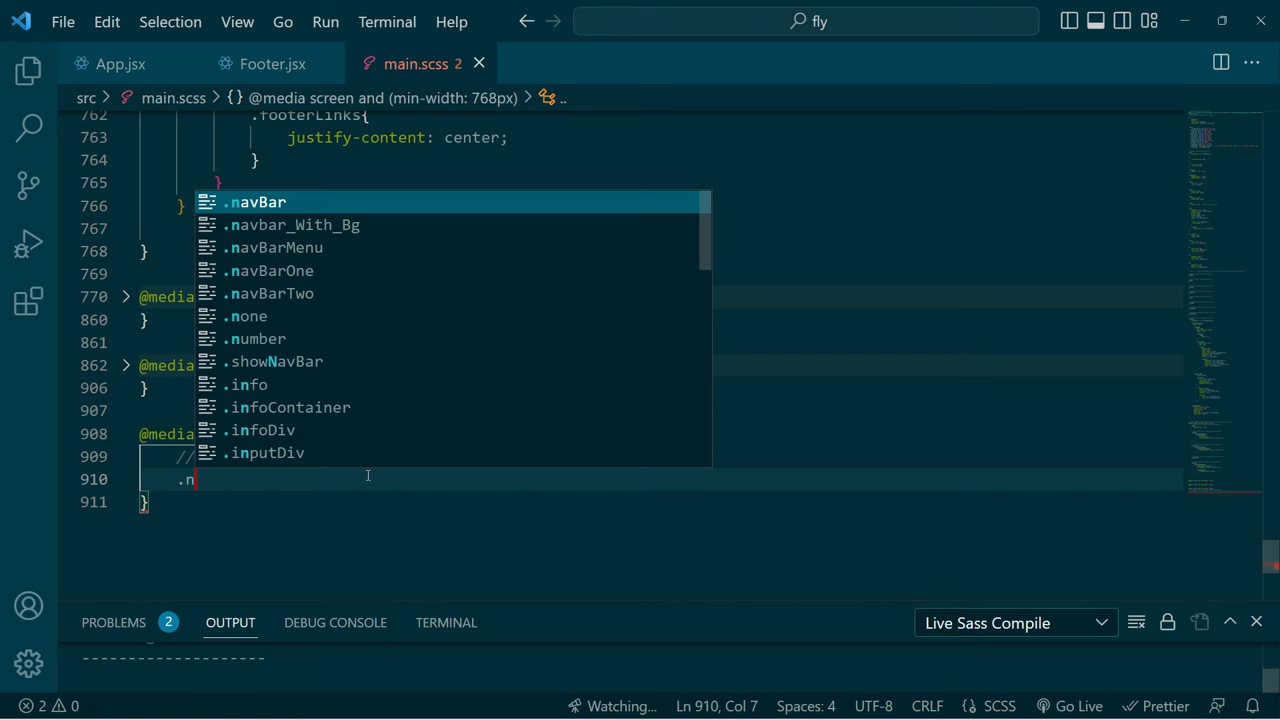 File Edit Selection View Go Run Terminal Help fly
App.jsx Footer.jsx main.scss 2
src main.scss {} @media screen and (min-width: 768px) ..
762 .footerLinks{
763 justify-content: center;
764 }
765 }
766 } .navBar
767 .navbar_With_Bg
768 } .navBarMenu
769 .navBarOne
770 @media .navBarTwo
860 } .none
861 .number
862 @media .showNavBar
906 } .info
907 .infoContainer
908 @media .infoDiv
909 // .inputDiv
910 .n
911 }
PROBLEMS 2 OUTPUT DEBUG CONSOLE TERMINAL Live Sass Compile
--------------------
2 0 Watching... Ln 910, Col 7 Spaces: 4 UTF-8 CRLF SCSS Go Live Prettier